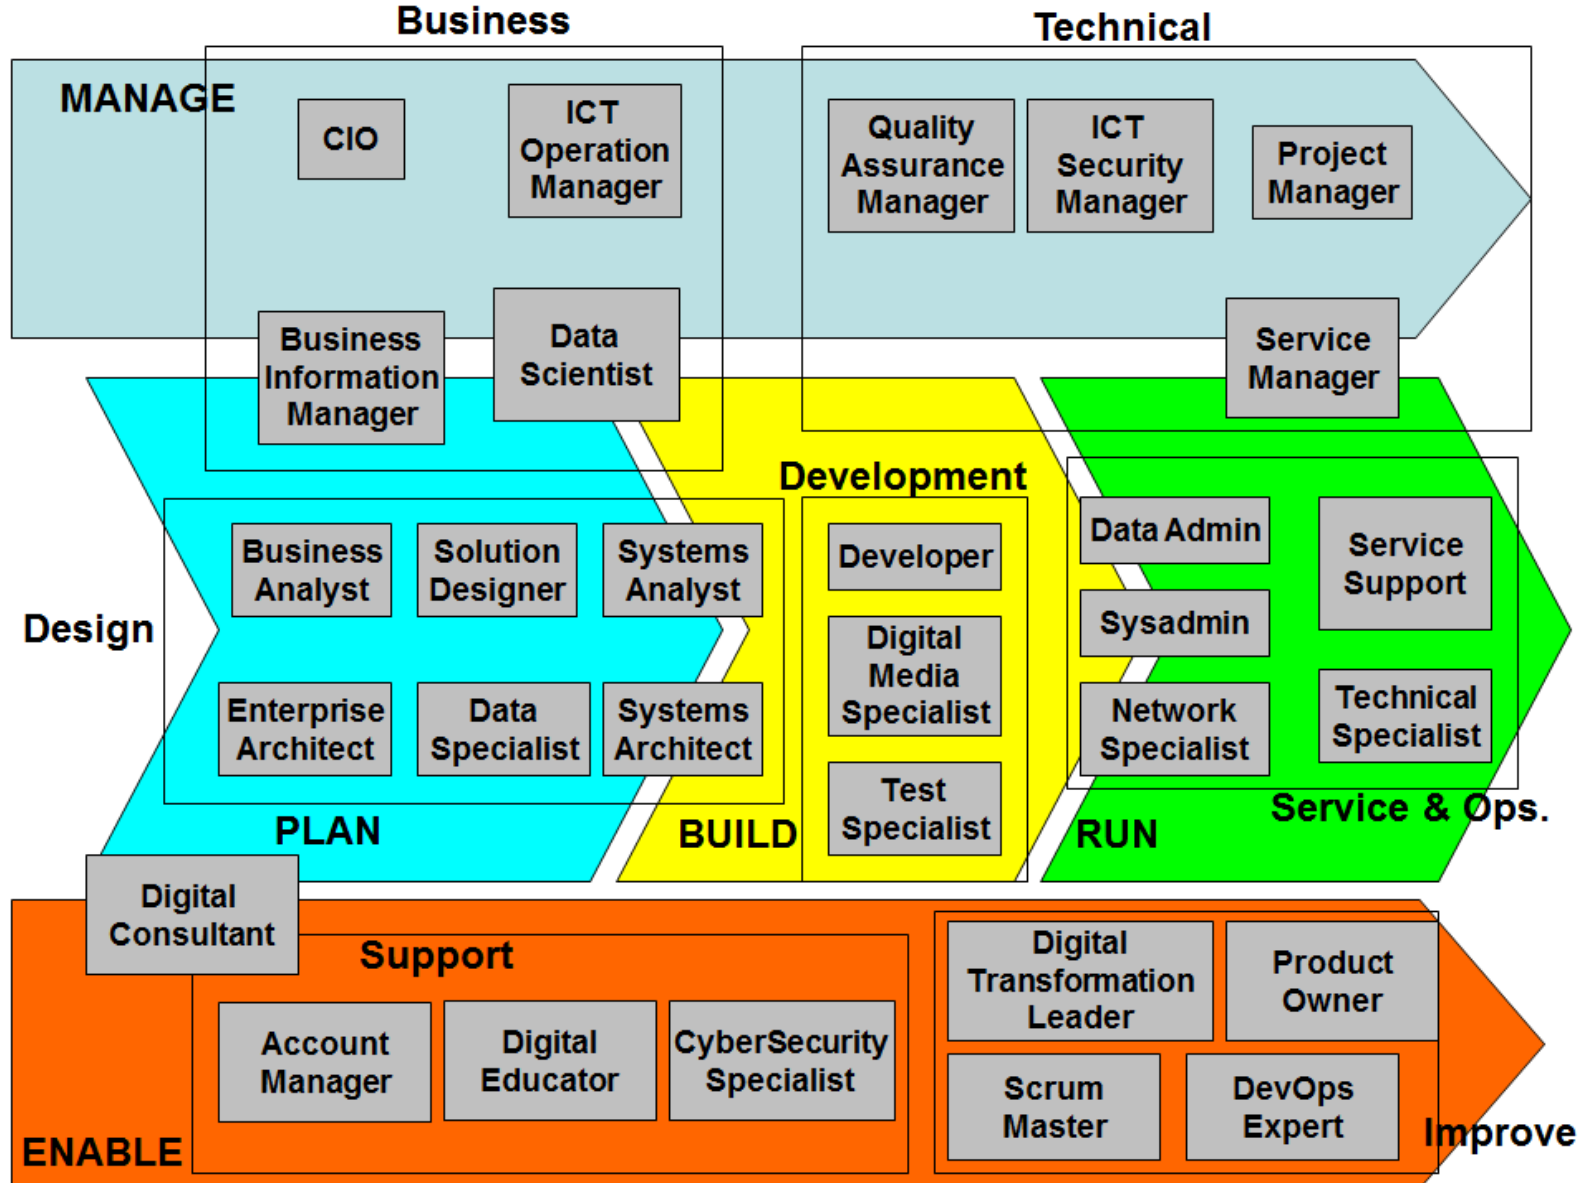 Business
Technical
MANAGE
CIO
ICT
Operation
Manager
Quality
Assurance
Manager
ICT
Security
Manager
Project
Manager
Business
Information
Manager
Data
Scientist
Service
Manager
Development
Design
Business
Analyst
Solution
Designer
Systems
Analyst
Developer
Data Admin
Service
Support
Sysadmin
Enterprise
Architect
Data
Specialist
Systems
Architect
Digital
Media
Specialist
Network
Specialist
Technical
Specialist
Test
Specialist
PLAN
BUILD
RUN
Service & Ops.
Digital
Consultant
Support
Account
Manager
Digital
Educator
CyberSecurity
Specialist
Digital
Transformation
Leader
Product
Owner
Scrum
Master
DevOps
Expert
ENABLE
Improve